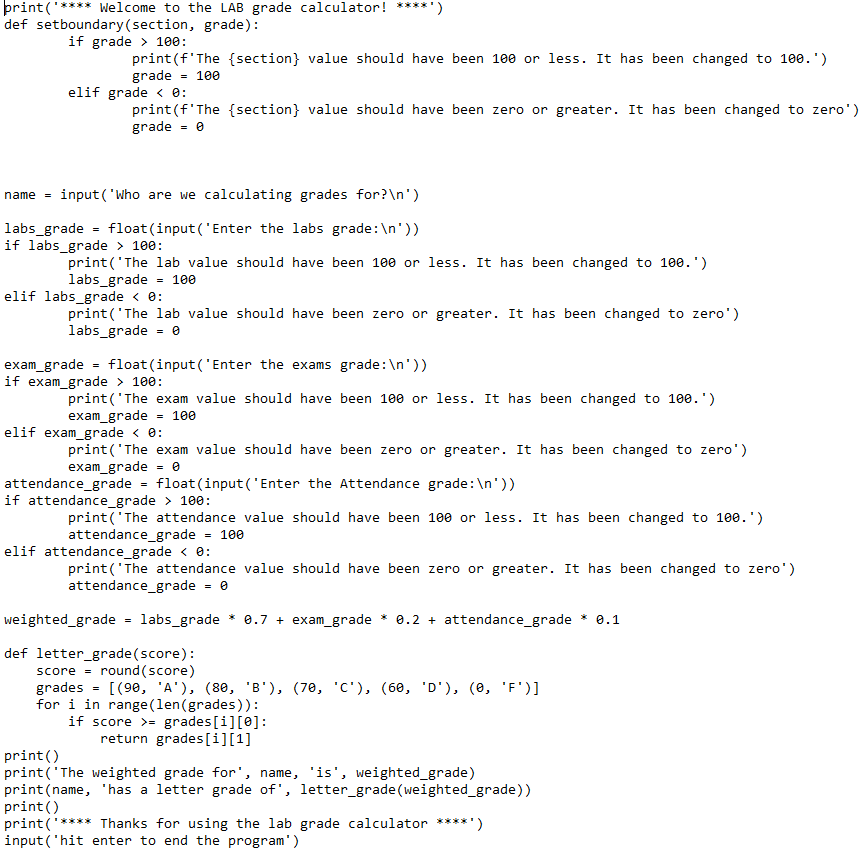 print('**** Welcome to the LAB grade calculator! ****')
def setboundary(section, grade):
        if grade > 100:
                print(f'The {section} value should have been 100 or less. It has been changed to 100.')
                grade = 100
        elif grade < 0:
                print(f'The {section} value should have been zero or greater. It has been changed to zero')
                grade = 0

name = input('Who are we calculating grades for?\n')

labs_grade = float(input('Enter the labs grade:\n'))
if labs_grade > 100:
        print('The lab value should have been 100 or less. It has been changed to 100.')
        labs_grade = 100
elif labs_grade < 0:
        print('The lab value should have been zero or greater. It has been changed to zero')
        labs_grade = 0

exam_grade = float(input('Enter the exams grade:\n'))
if exam_grade > 100:
        print('The exam value should have been 100 or less. It has been changed to 100.')
        exam_grade = 100
elif exam_grade < 0:
        print('The exam value should have been zero or greater. It has been changed to zero')
        exam_grade = 0
attendance_grade = float(input('Enter the Attendance grade:\n'))
if attendance_grade > 100:
        print('The attendance value should have been 100 or less. It has been changed to 100.')
        attendance_grade = 100
elif attendance_grade < 0:
        print('The attendance value should have been zero or greater. It has been changed to zero')
        attendance_grade = 0

weighted_grade = labs_grade * 0.7 + exam_grade * 0.2 + attendance_grade * 0.1

def letter_grade(score):
    score = round(score)
    grades = [(90, 'A'), (80, 'B'), (70, 'C'), (60, 'D'), (0, 'F')]
    for i in range(len(grades)):
        if score >= grades[i][0]:
            return grades[i][1]
print()
print('The weighted grade for', name, 'is', weighted_grade)
print(name, 'has a letter grade of', letter_grade(weighted_grade))
print()
print('**** Thanks for using the lab grade calculator ****')
input('hit enter to end the program')